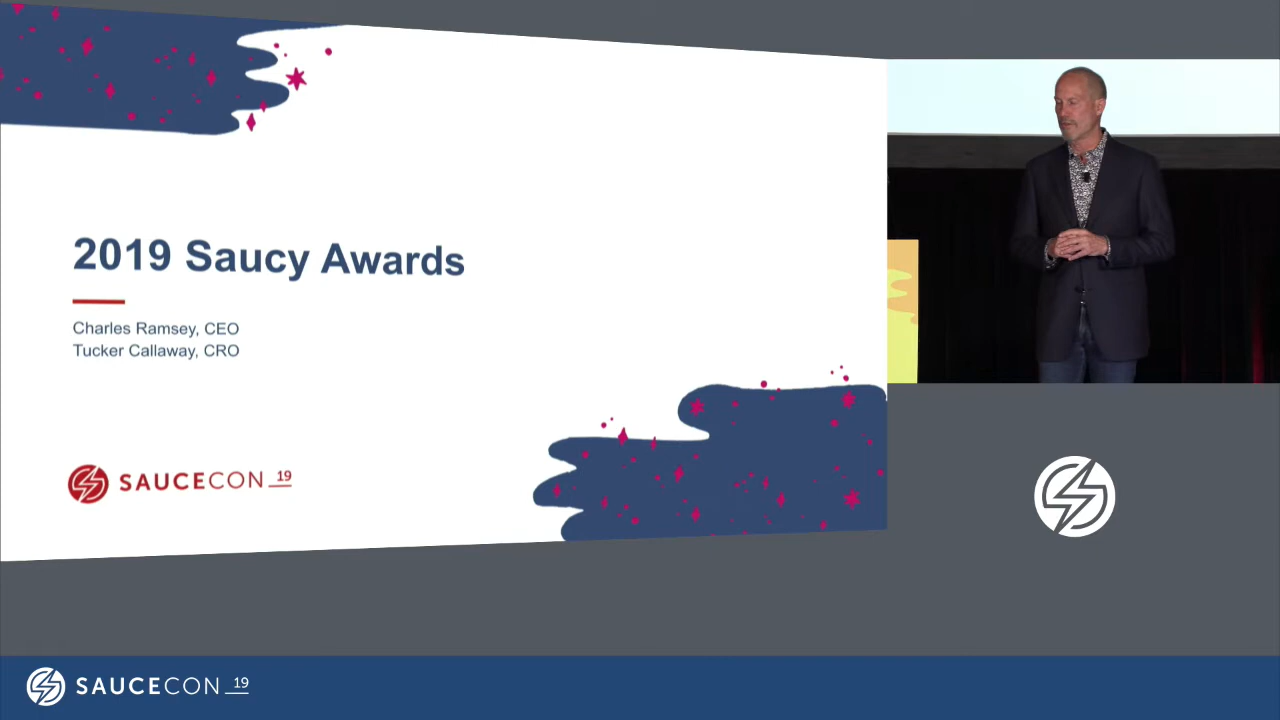 2019 Saucy Awards
Charles Ramsey, CEO
Tucker Callaway, CRO
SAUCECON 19
SAUCECON 19